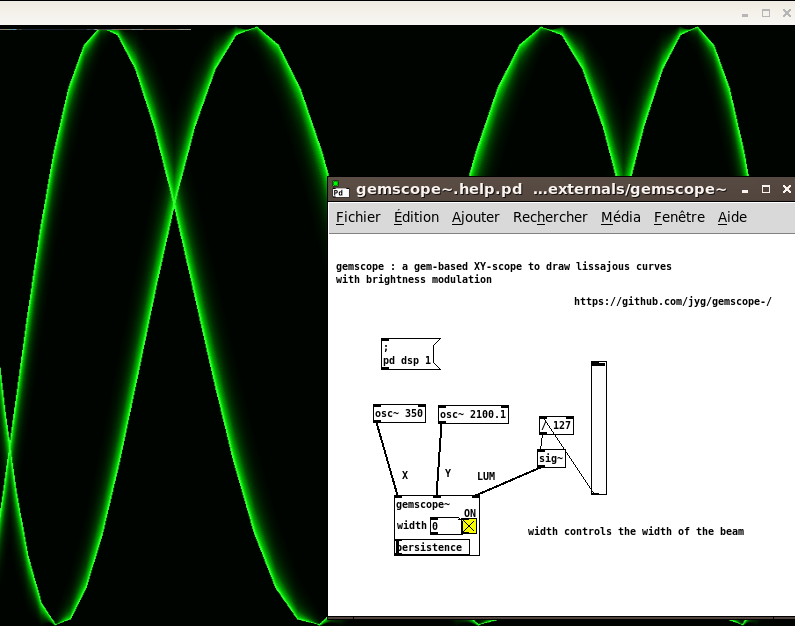 Pd
gemscope~.help.pd ...externals/gemscope~
Fichier Édition Ajouter Rechercher Média Fenêtre Aide
gemscope : a gem-based XY-scope to draw lissajous curves
with brightness modulation
https://github.com/jyg/gemscope-/
;
pd dsp 1
osc~ 350
osc~ 2100.1
/ 127
sig~
X
Y
LUM
gemscope~
ON
width 0
persistence
width controls the width of the beam